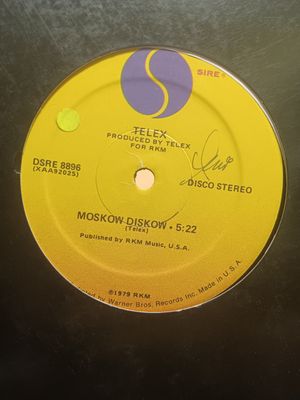 SIRE
TELEX
PRODUCED BY TELEX
FOR RKM
DSRE 8896
(XAA92025)
DISCO STEREO
MOSKOW DISKOW • 5:22
(Telex)
Published by RKM Music, U.S.A.
©1979 RKM
by Warner Bros. Records Inc. Made in U.S.A.